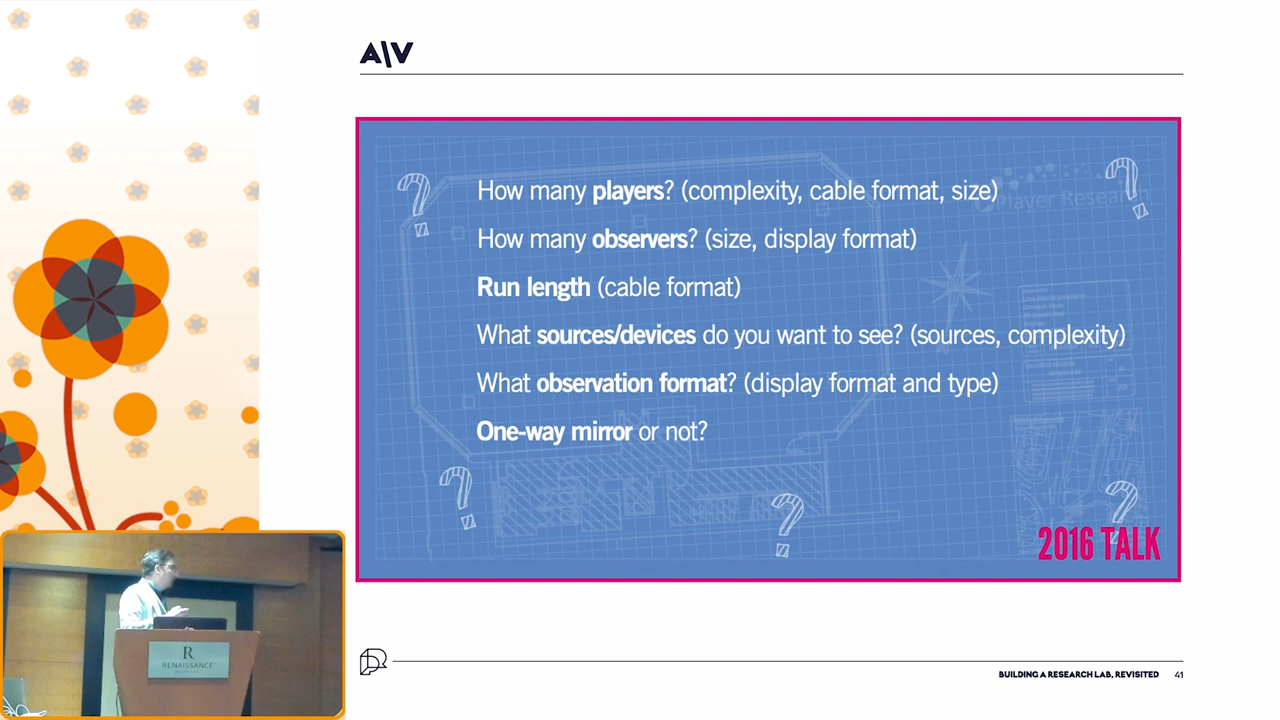 A\V
How many players? (complexity, cable format, size)
Player Research
How many observers? (size, display format)
Run length (cable format)
What sources/devices do you want to see? (sources, complexity)
What observation format? (display format and type)
One-way mirror or not?
2016 TALK
R
RENAISSANCE
BUILDING A RESEARCH LAB, REVISITED 41